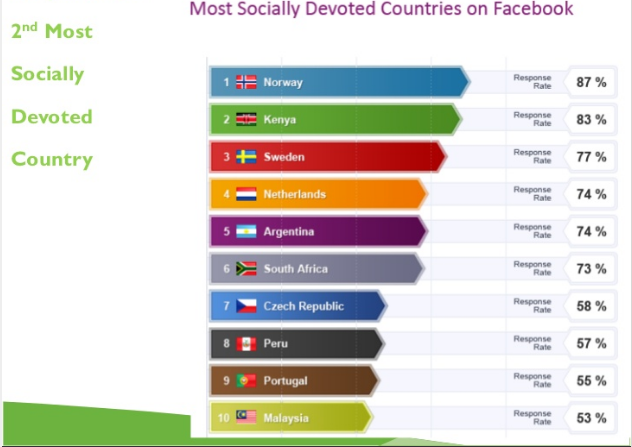 Most Socially Devoted Countries on Facebook
2nd Most
Socially
Devoted
Country
1 Norway Response Rate 87 %
2 Kenya Response Rate 83 %
3 Sweden Response Rate 77 %
4 Netherlands Response Rate 74 %
5 Argentina Response Rate 74 %
6 South Africa Response Rate 73 %
7 Czech Republic Response Rate 58 %
8 Peru Response Rate 57 %
9 Portugal Response Rate 55 %
10 Malaysia Response Rate 53 %